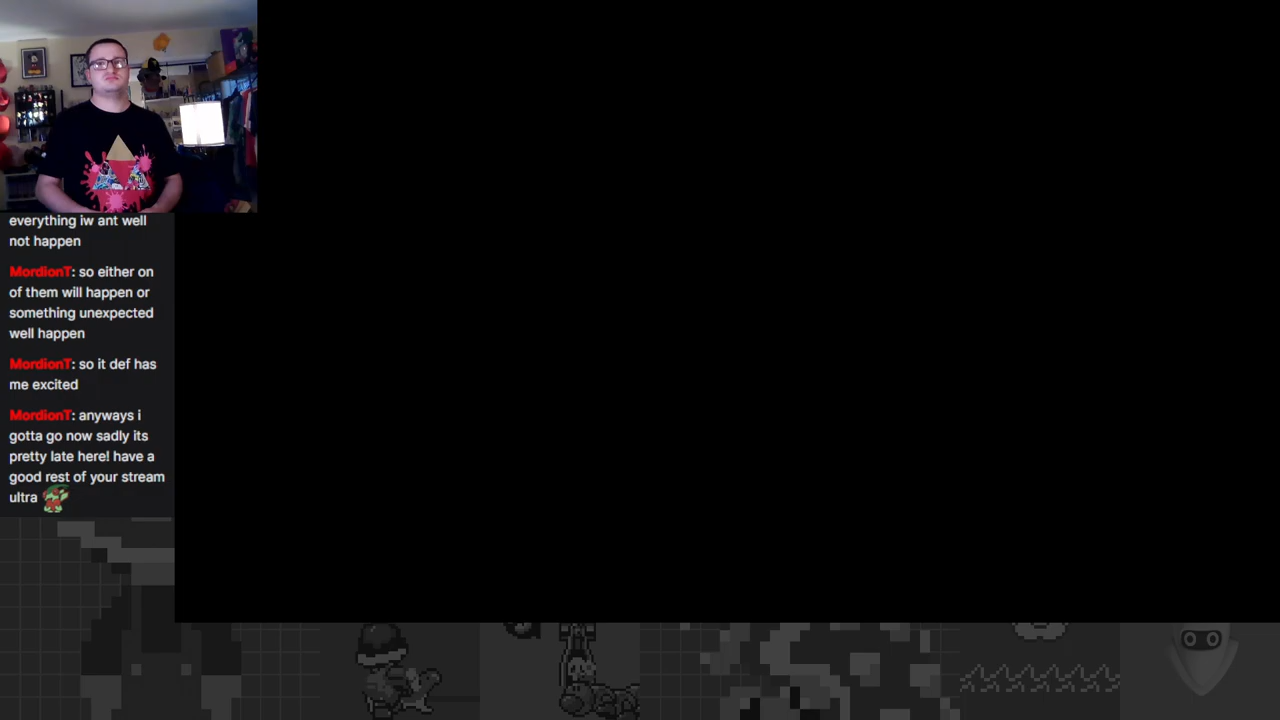 everything iw ant well
not happen
MordionT: so either on
of them will happen or
something unexpected
well happen
MordionT: so it def has
me excited
MordionT: anyways i
gotta go now sadly its
pretty late here! have a
good rest of your stream
ultra